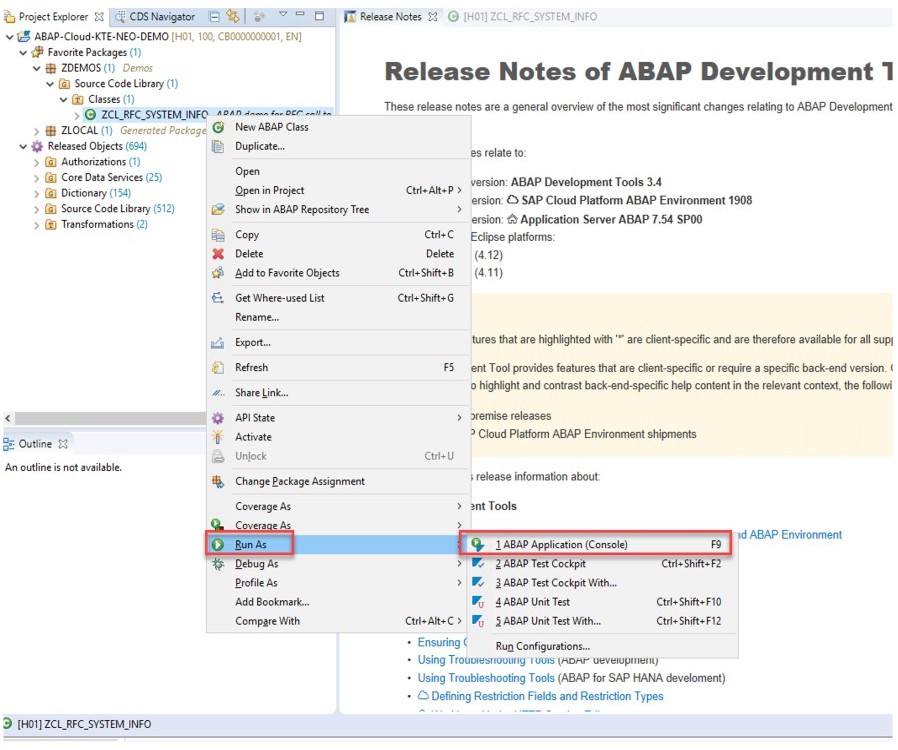 Project Explorer CDS Navigator
ABAP-Cloud-KTE-NEO-DEMO [H01, 100, CB0000000001, EN]
Favorite Packages (1)
ZDEMOS (1) Demos
Source Code Library (1)
Classes (1)
ZCL_RFC_SYSTEM_INFO
ZLOCAL (1) Generated Package
Released Objects (694)
Authorizations (1)
Core Data Services (25)
Dictionary (154)
Source Code Library (512)
Transformations (2)
Outline
An outline is not available.
New ABAP Class
Duplicate...
Open
Open in Project Ctrl+Alt+P >
Show in ABAP Repository Tree >
Copy Ctrl+C
Delete Delete
Add to Favorite Objects Ctrl+Shift+B
Get Where-used List Ctrl+Shift+G
Rename...
Export...
Refresh F5
Share Link...
API State >
Activate
Unlock Ctrl+U
Change Package Assignment
Coverage As >
Coverage As >
Run As
Debug As >
Profile As >
Add Bookmark...
Compare With Ctrl+Alt+C >
1 ABAP Application (Console) F9
2 ABAP Test Cockpit Ctrl+Shift+F2
3 ABAP Test Cockpit With...
4 ABAP Unit Test Ctrl+Shift+F10
5 ABAP Unit Test With... Ctrl+Shift+F12
Run Configurations...
Release Notes [H01] ZCL_RFC_SYSTEM_INFO
Release Notes of ABAP Development T
These release notes are a general overview of the most significant changes relating to ABAP Development
es relate to:
version: ABAP Development Tools 3.4
ersion: SAP Cloud Platform ABAP Environment 1908
ersion: Application Server ABAP 7.54 SP00
Eclipse platforms:
(4.12)
(4.11)
tures that are highlighted with '*' are client-specific and are therefore available for all supp
ent Tool provides features that are client-specific or require a specific back-end version.
o highlight and contrast back-end-specific help content in the relevant context, the followi
premise releases
Cloud Platform ABAP Environment shipments
release information about:
ent Tools
nd ABAP Environment
• Ensuring
• Using Troubleshooting Tools (ABAP development)
• Using Troubleshooting Tools (ABAP for SAP HANA develoment)
• Defining Restriction Fields and Restriction Types
[H01] ZCL_RFC_SYSTEM_INFO